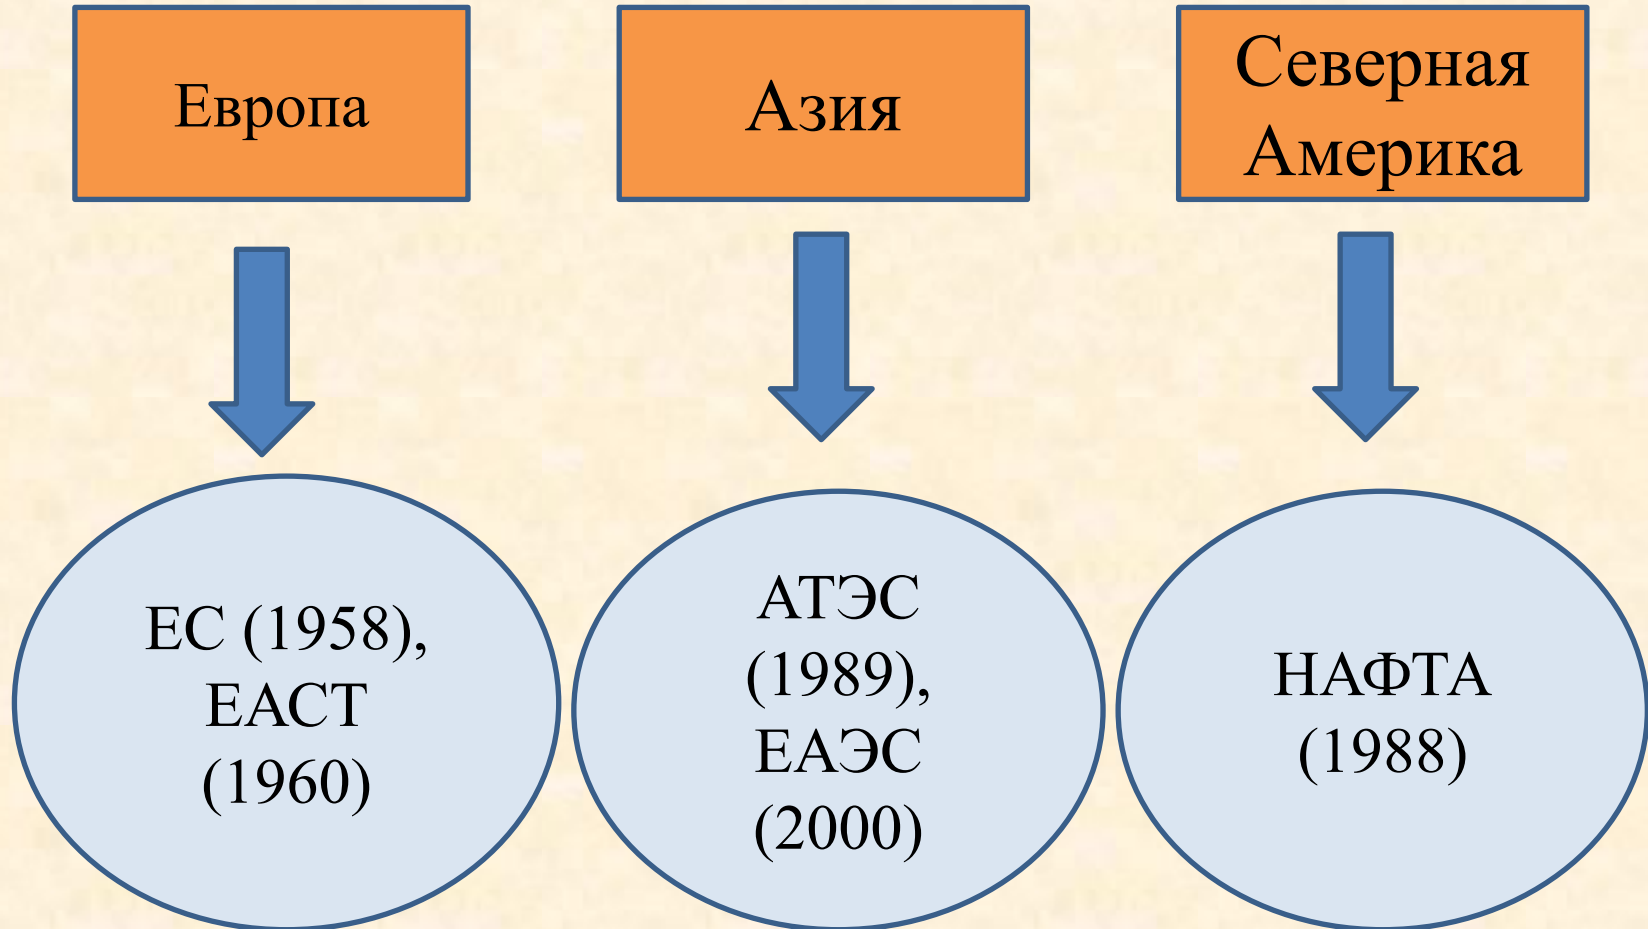 Европа
Азия
Северная
Америка
ЕС (1958),
ЕАСТ
(1960)
АТЭС
(1989),
ЕАЭС
(2000)
НАФТА
(1988)